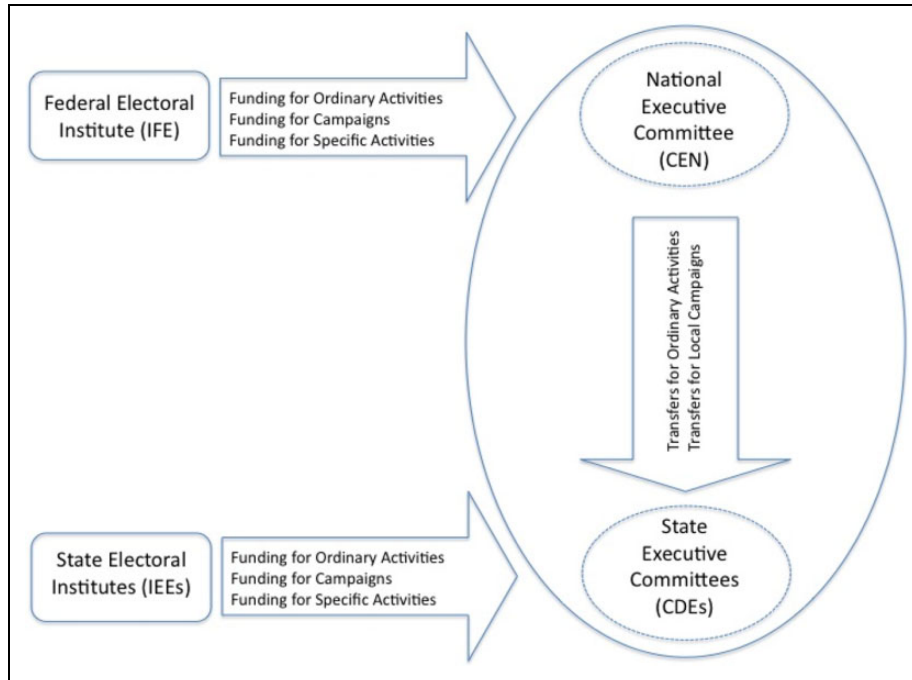 Federal Electoral
Institute (IFE)
Funding for Ordinary Activities
Funding for Campaigns
Funding for Specific Activities
National
Executive
Committee
(CEN)
Transfers for Ordinary Activities
Transfers for Local Campaigns
State Electoral
Institutes (IEEs)
Funding for Ordinary Activities
Funding for Campaigns
Funding for Specific Activities
State
Executive
Committees
(CDEs)